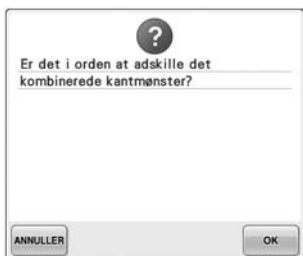 ?
Er det i orden at adskille det
kombinerede kantmønster?
ANNULLER
OK